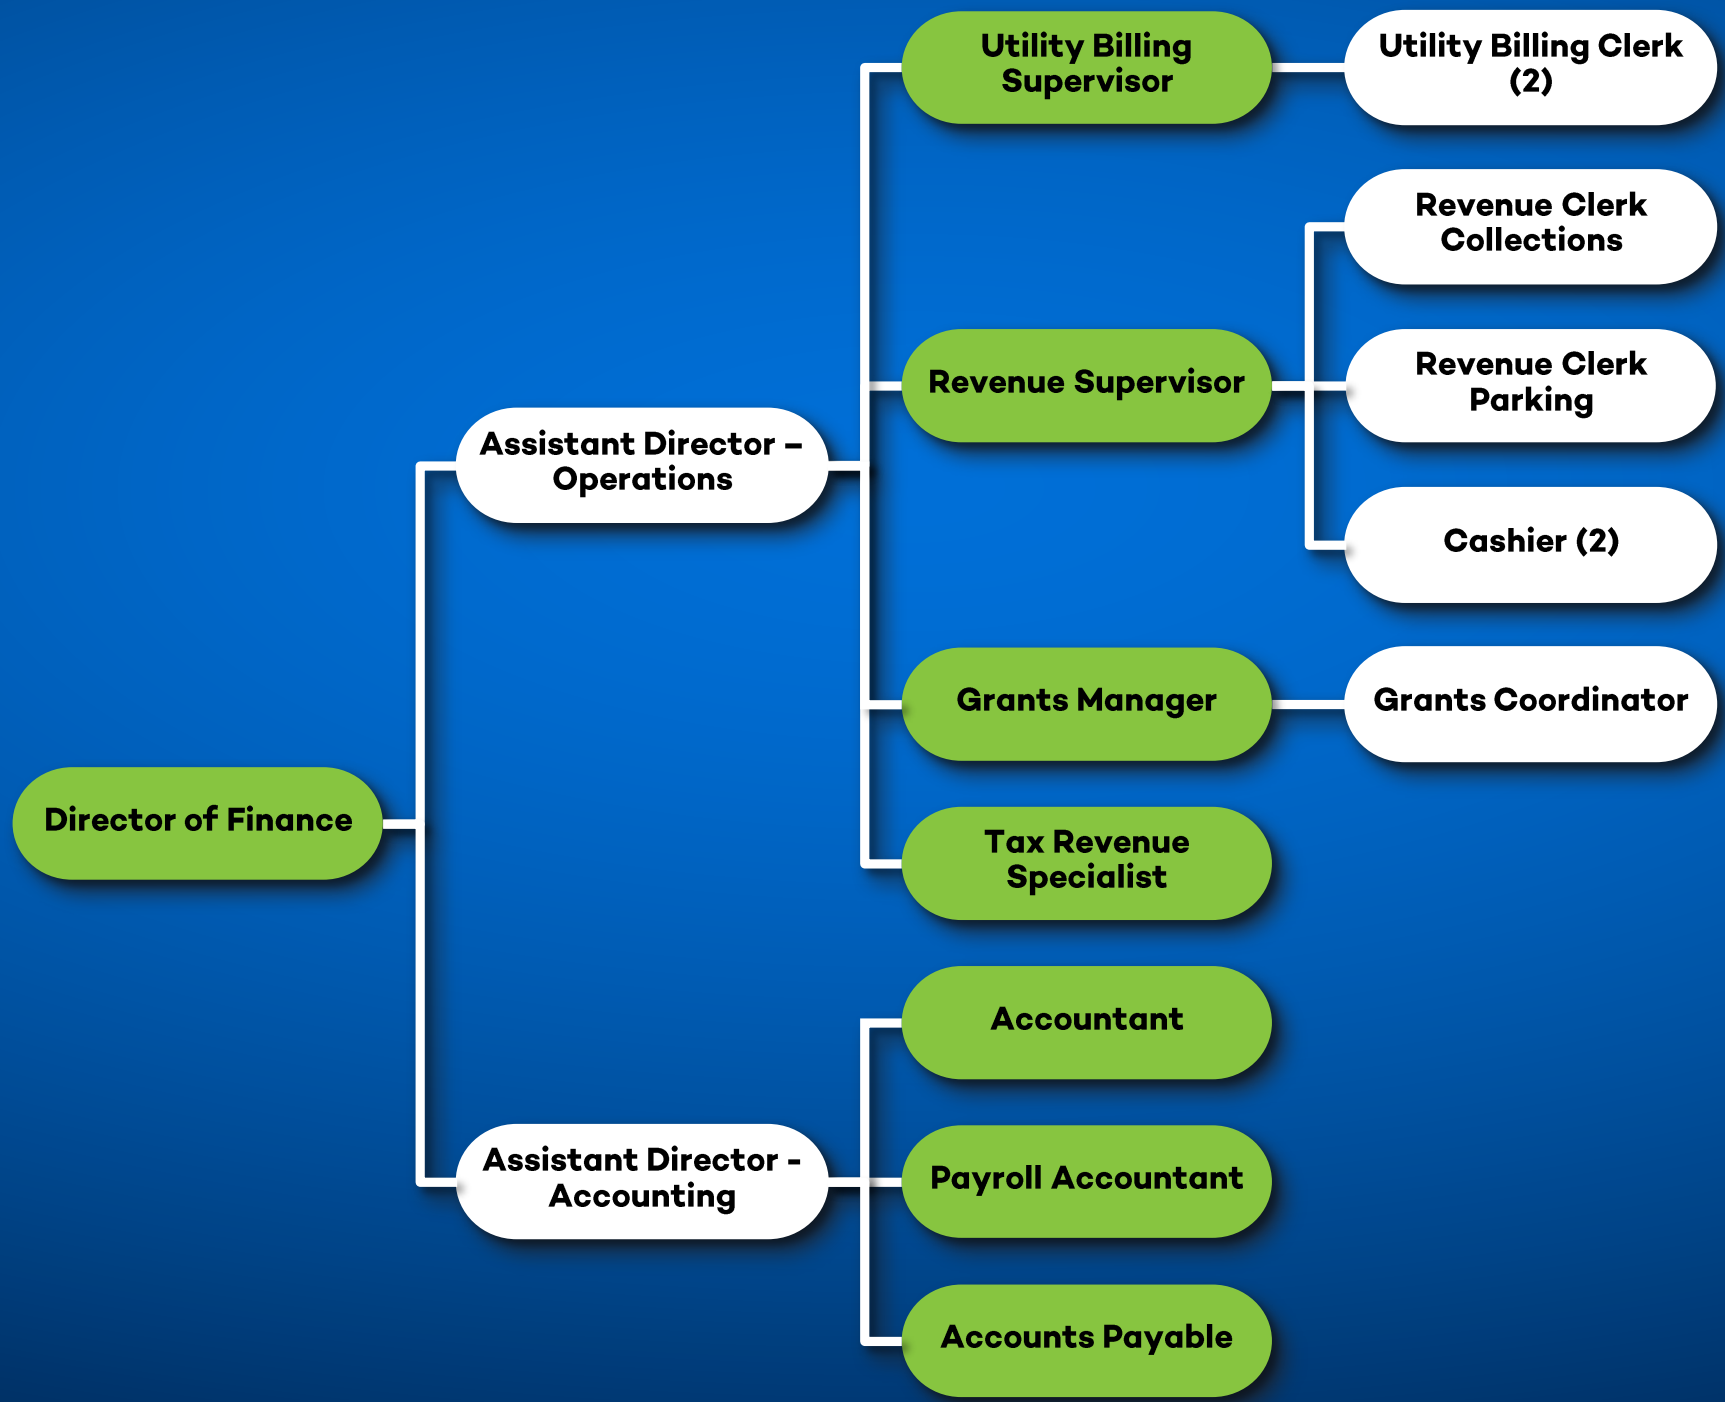 Director of Finance
Assistant Director –
Operations
Utility Billing
Supervisor
Utility Billing Clerk
(2)
Revenue Supervisor
Revenue Clerk
Collections
Revenue Clerk
Parking
Cashier (2)
Grants Manager
Grants Coordinator
Tax Revenue
Specialist
Assistant Director -
Accounting
Accountant
Payroll Accountant
Accounts Payable